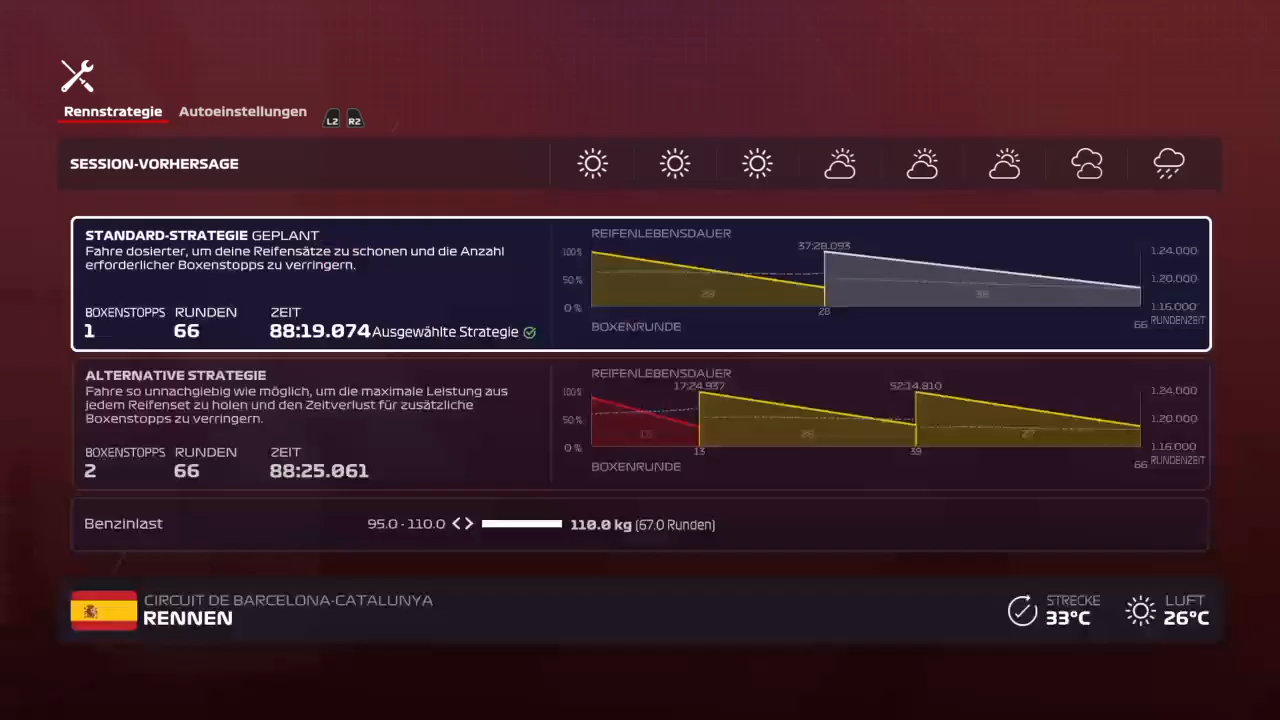 Rennstrategie Autoeinstellungen L2 R2
SESSION-VORHERSAGE
STANDARD-STRATEGIE GEPLANT
Fahre dosierter, um deine Reifensätze zu schonen und die Anzahl
erforderlicher Boxenstopps zu verringern.
BOXENSTOPPS RUNDEN ZEIT
1 66 88:19.074 Ausgewählte Strategie
REIFENLEBENSDAUER
37:28.093
100% 1:24.000
50% 1:20.000
0% 1:16.000
28 38
28 66 RUNDENZEIT
BOXENRUNDE
ALTERNATIVE STRATEGIE
Fahre so unnachgiebig wie möglich, um die maximale Leistung aus
jedem Reifenset zu holen und den Zeitverlust für zusätzliche
Boxenstopps zu verringern.
BOXENSTOPPS RUNDEN ZEIT
2 66 88:25.061
REIFENLEBENSDAUER
17:24.937 52:14.810
100% 1:24.000
50% 1:20.000
0% 1:16.000
26 27
13 39 66 RUNDENZEIT
BOXENRUNDE
Benzinlast 95.0 - 110.0 110.0 kg (67.0 Runden)
CIRCUIT DE BARCELONA-CATALUNYA
RENNEN
STRECKE
33°C
LUFT
26°C